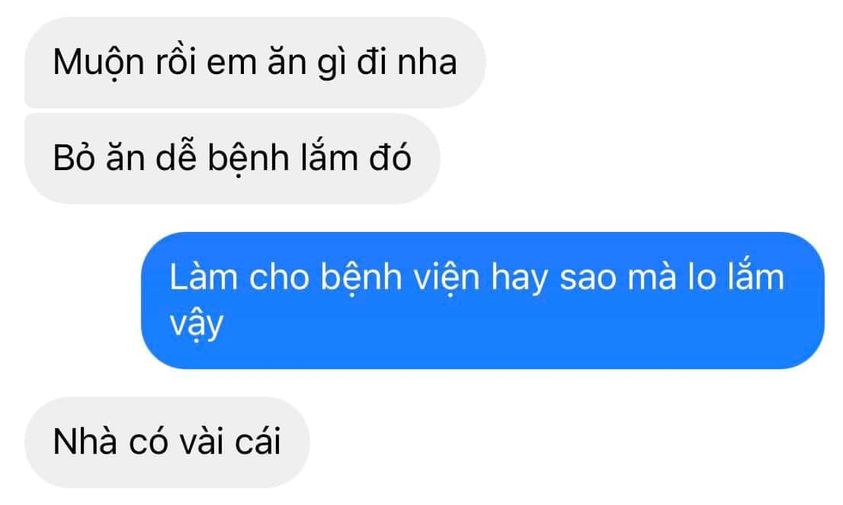 Muộn rồi em ăn gì đi nha
Bỏ ăn dễ bệnh lắm đó
Làm cho bệnh viện hay sao mà lo lắm
vậy
Nhà có vài cái